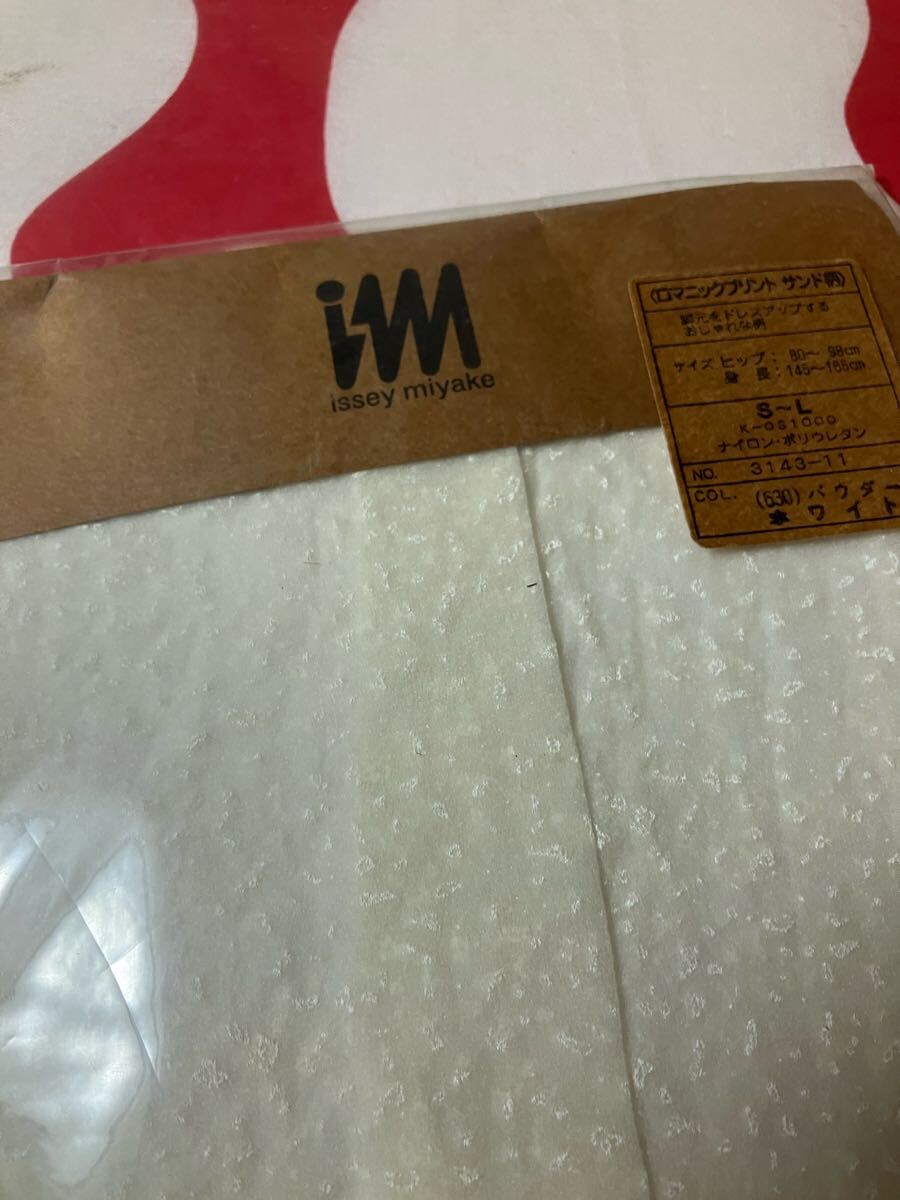 iM
issey miyake
(ロマニックプリント サンド柄)
脚元をドレスアップする
おしゃれな柄
サイズ ヒップ: 80〜98cm
身長: 145〜165cm
S〜L
K-OS1000
ナイロン・ポリウレタン
NO. 3143-11
COL. (630) パウダー
ホワイト